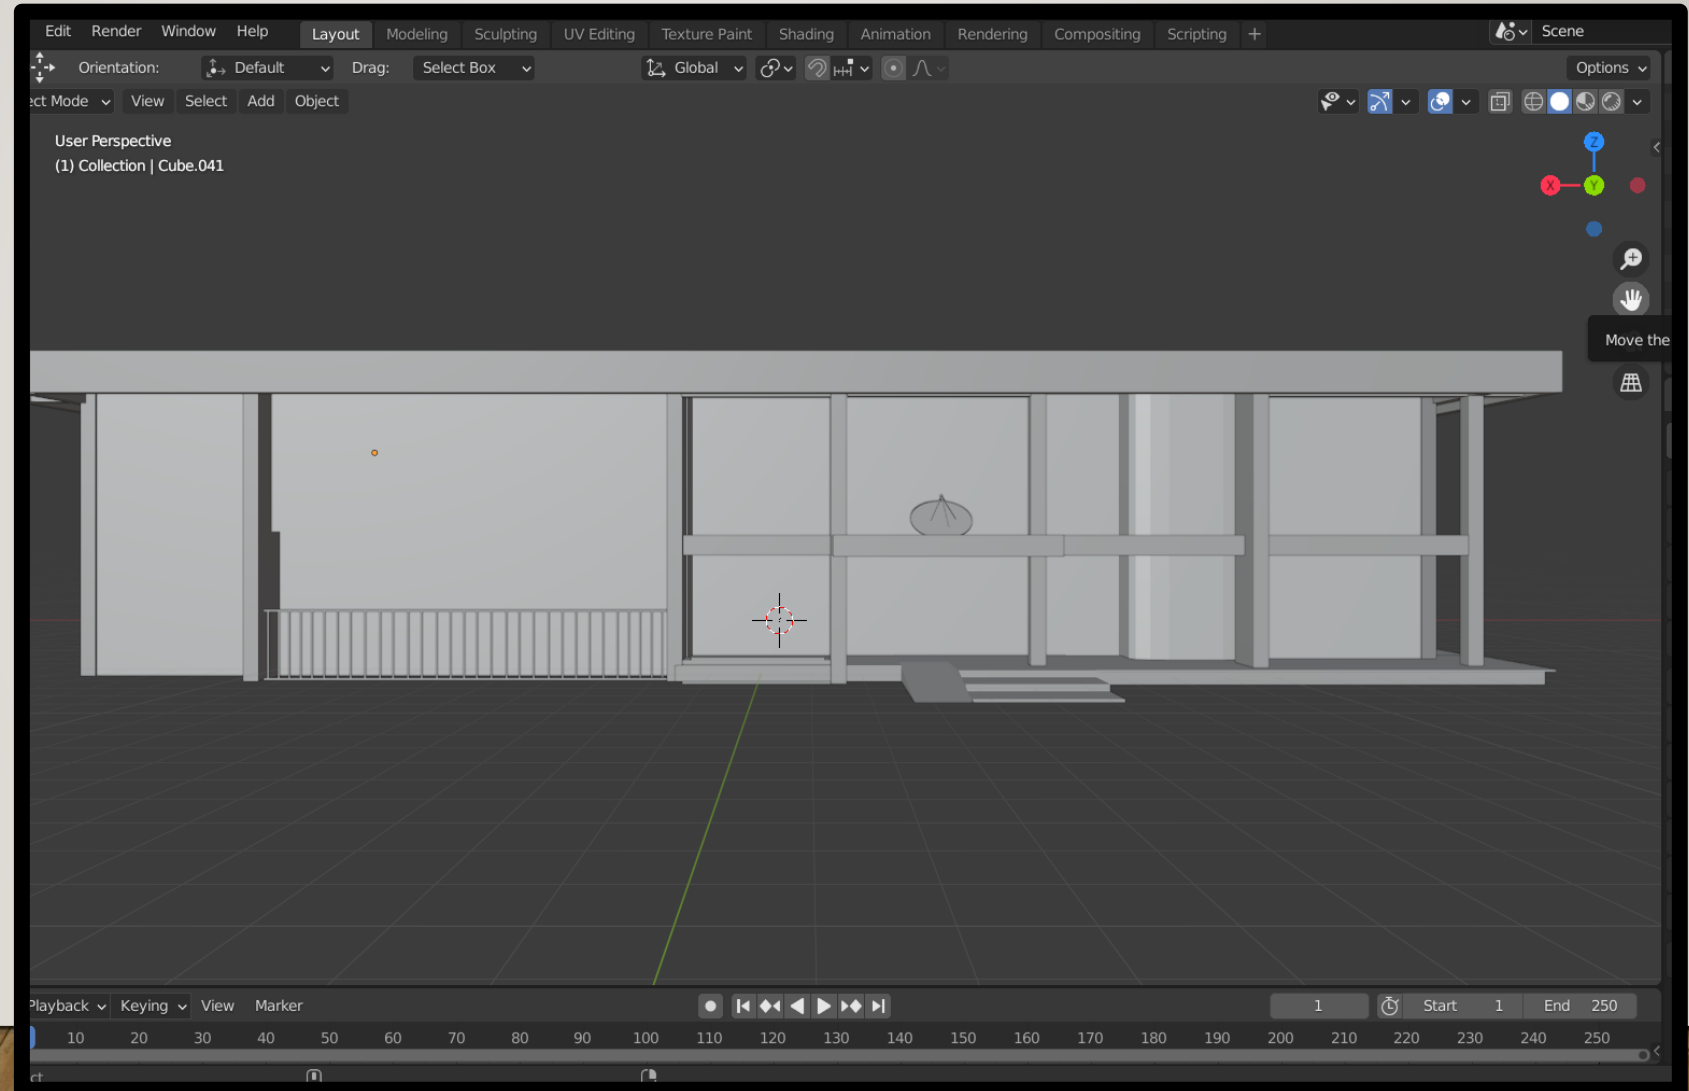 Edit Render Window Help Layout Modeling Sculpting UV Editing Texture Paint Shading Animation Rendering Compositing Scripting + Scene
Orientation: Default Drag: Select Box Global Options
ect Mode View Select Add Object
User Perspective
(1) Collection | Cube.041
Z
X Y
Move the
Playback Keying View Marker 1 Start 1 End 250
10 20 30 40 50 60 70 80 90 100 110 120 130 140 150 160 170 180 190 200 210 220 230 240 250
ct